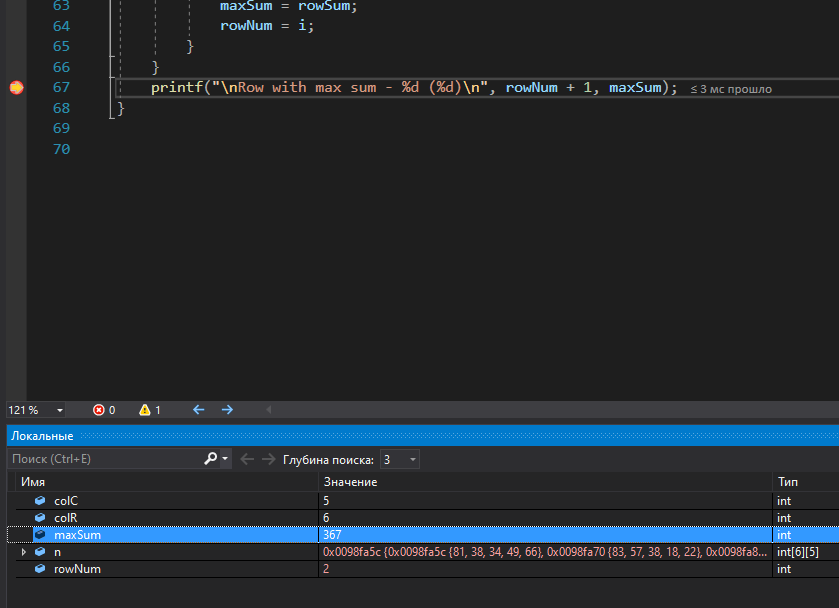 63 maxSum = rowSum;
64 rowNum = i;
65 }
66 }
67 printf("\nRow with max sum - %d (%d)\n", rowNum + 1, maxSum); ≤ 3 мс прошло
68 }
69
70
121 % 0 1
Локальные
Поиск (Ctrl+E) Глубина поиска: 3
Имя Значение Тип
colC 5 int
colR 6 int
maxSum 367 int
n 0x0098fa5c {0x0098fa5c {81, 38, 34, 49, 66}, 0x0098fa70 {83, 57, 38, 18, 22}, 0x0098fa8... int[6][5]
rowNum 2 int